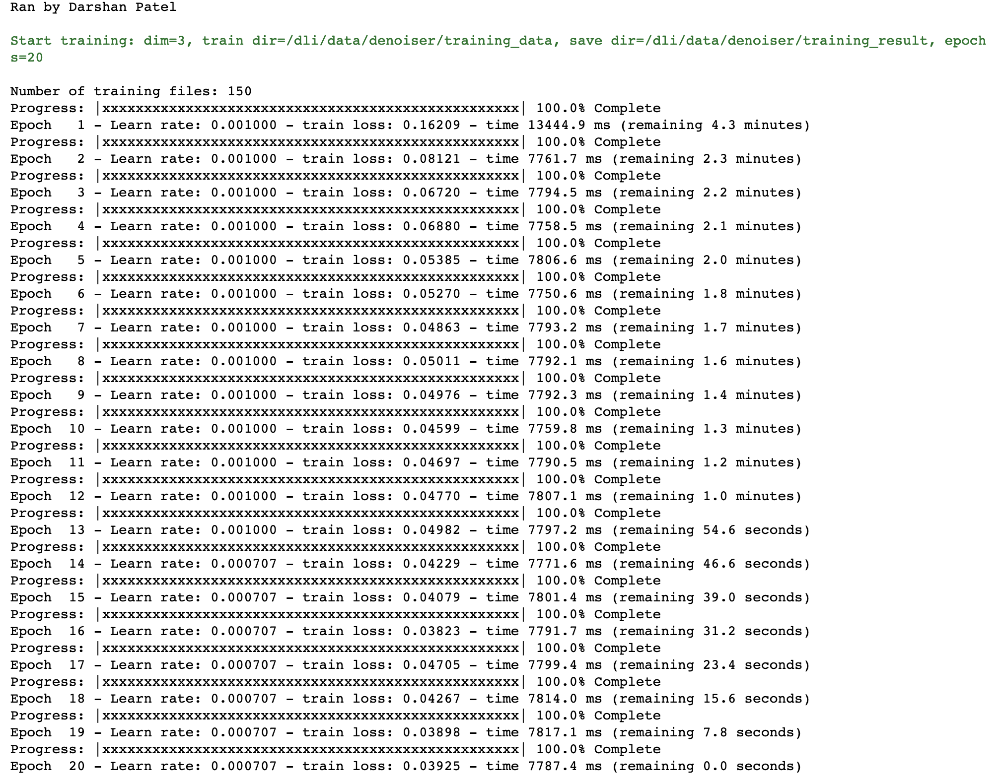 Ran by Darshan Patel
Start training: dim=3, train dir=/dli/data/denoiser/training_data, save dir=/dli/data/denoiser/training_result, epoch
s=20
Number of training files: 150
Progress: |xxxxxxxxxxxxxxxxxxxxxxxxxxxxxxxxxxxxxxxxxxxxxxxxxx| 100.0% Complete
Epoch   1 - Learn rate: 0.001000 - train loss: 0.16209 - time 13444.9 ms (remaining 4.3 minutes)
Progress: |xxxxxxxxxxxxxxxxxxxxxxxxxxxxxxxxxxxxxxxxxxxxxxxxxx| 100.0% Complete
Epoch   2 - Learn rate: 0.001000 - train loss: 0.08121 - time 7761.7 ms (remaining 2.3 minutes)
Progress: |xxxxxxxxxxxxxxxxxxxxxxxxxxxxxxxxxxxxxxxxxxxxxxxxxx| 100.0% Complete
Epoch   3 - Learn rate: 0.001000 - train loss: 0.06720 - time 7794.5 ms (remaining 2.2 minutes)
Progress: |xxxxxxxxxxxxxxxxxxxxxxxxxxxxxxxxxxxxxxxxxxxxxxxxxx| 100.0% Complete
Epoch   4 - Learn rate: 0.001000 - train loss: 0.06880 - time 7758.5 ms (remaining 2.1 minutes)
Progress: |xxxxxxxxxxxxxxxxxxxxxxxxxxxxxxxxxxxxxxxxxxxxxxxxxx| 100.0% Complete
Epoch   5 - Learn rate: 0.001000 - train loss: 0.05385 - time 7806.6 ms (remaining 2.0 minutes)
Progress: |xxxxxxxxxxxxxxxxxxxxxxxxxxxxxxxxxxxxxxxxxxxxxxxxxx| 100.0% Complete
Epoch   6 - Learn rate: 0.001000 - train loss: 0.05270 - time 7750.6 ms (remaining 1.8 minutes)
Progress: |xxxxxxxxxxxxxxxxxxxxxxxxxxxxxxxxxxxxxxxxxxxxxxxxxx| 100.0% Complete
Epoch   7 - Learn rate: 0.001000 - train loss: 0.04863 - time 7793.2 ms (remaining 1.7 minutes)
Progress: |xxxxxxxxxxxxxxxxxxxxxxxxxxxxxxxxxxxxxxxxxxxxxxxxxx| 100.0% Complete
Epoch   8 - Learn rate: 0.001000 - train loss: 0.05011 - time 7792.1 ms (remaining 1.6 minutes)
Progress: |xxxxxxxxxxxxxxxxxxxxxxxxxxxxxxxxxxxxxxxxxxxxxxxxxx| 100.0% Complete
Epoch   9 - Learn rate: 0.001000 - train loss: 0.04976 - time 7792.3 ms (remaining 1.4 minutes)
Progress: |xxxxxxxxxxxxxxxxxxxxxxxxxxxxxxxxxxxxxxxxxxxxxxxxxx| 100.0% Complete
Epoch  10 - Learn rate: 0.001000 - train loss: 0.04599 - time 7759.8 ms (remaining 1.3 minutes)
Progress: |xxxxxxxxxxxxxxxxxxxxxxxxxxxxxxxxxxxxxxxxxxxxxxxxxx| 100.0% Complete
Epoch  11 - Learn rate: 0.001000 - train loss: 0.04697 - time 7790.5 ms (remaining 1.2 minutes)
Progress: |xxxxxxxxxxxxxxxxxxxxxxxxxxxxxxxxxxxxxxxxxxxxxxxxxx| 100.0% Complete
Epoch  12 - Learn rate: 0.001000 - train loss: 0.04770 - time 7807.1 ms (remaining 1.0 minutes)
Progress: |xxxxxxxxxxxxxxxxxxxxxxxxxxxxxxxxxxxxxxxxxxxxxxxxxx| 100.0% Complete
Epoch  13 - Learn rate: 0.001000 - train loss: 0.04982 - time 7797.2 ms (remaining 54.6 seconds)
Progress: |xxxxxxxxxxxxxxxxxxxxxxxxxxxxxxxxxxxxxxxxxxxxxxxxxx| 100.0% Complete
Epoch  14 - Learn rate: 0.000707 - train loss: 0.04229 - time 7771.6 ms (remaining 46.6 seconds)
Progress: |xxxxxxxxxxxxxxxxxxxxxxxxxxxxxxxxxxxxxxxxxxxxxxxxxx| 100.0% Complete
Epoch  15 - Learn rate: 0.000707 - train loss: 0.04079 - time 7801.4 ms (remaining 39.0 seconds)
Progress: |xxxxxxxxxxxxxxxxxxxxxxxxxxxxxxxxxxxxxxxxxxxxxxxxxx| 100.0% Complete
Epoch  16 - Learn rate: 0.000707 - train loss: 0.03823 - time 7791.7 ms (remaining 31.2 seconds)
Progress: |xxxxxxxxxxxxxxxxxxxxxxxxxxxxxxxxxxxxxxxxxxxxxxxxxx| 100.0% Complete
Epoch  17 - Learn rate: 0.000707 - train loss: 0.04705 - time 7799.4 ms (remaining 23.4 seconds)
Progress: |xxxxxxxxxxxxxxxxxxxxxxxxxxxxxxxxxxxxxxxxxxxxxxxxxx| 100.0% Complete
Epoch  18 - Learn rate: 0.000707 - train loss: 0.04267 - time 7814.0 ms (remaining 15.6 seconds)
Progress: |xxxxxxxxxxxxxxxxxxxxxxxxxxxxxxxxxxxxxxxxxxxxxxxxxx| 100.0% Complete
Epoch  19 - Learn rate: 0.000707 - train loss: 0.03898 - time 7817.1 ms (remaining 7.8 seconds)
Progress: |xxxxxxxxxxxxxxxxxxxxxxxxxxxxxxxxxxxxxxxxxxxxxxxxxx| 100.0% Complete
Epoch  20 - Learn rate: 0.000707 - train loss: 0.03925 - time 7787.4 ms (remaining 0.0 seconds)